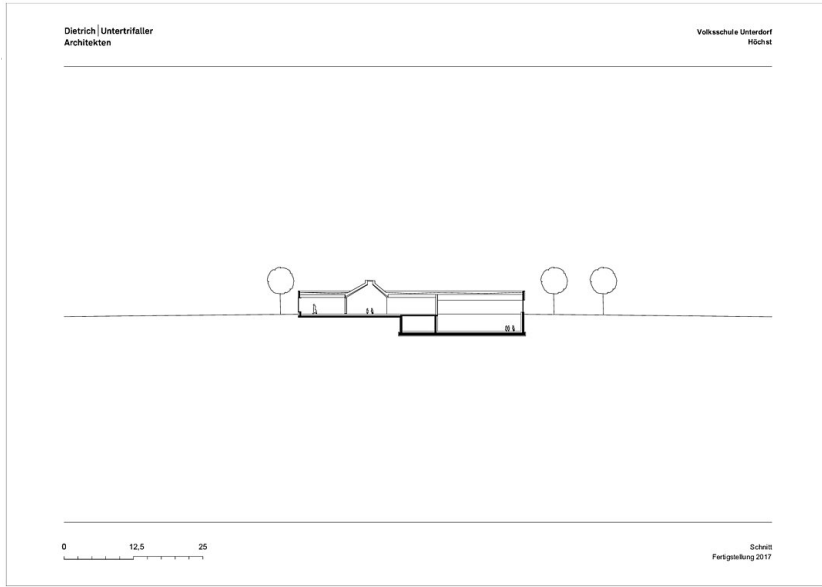 Dietrich | Untertrifaller
Architekten
Volksschule Unterdorf
Höchst
0 12,5 25
Schnitt
Fertigstellung 2017